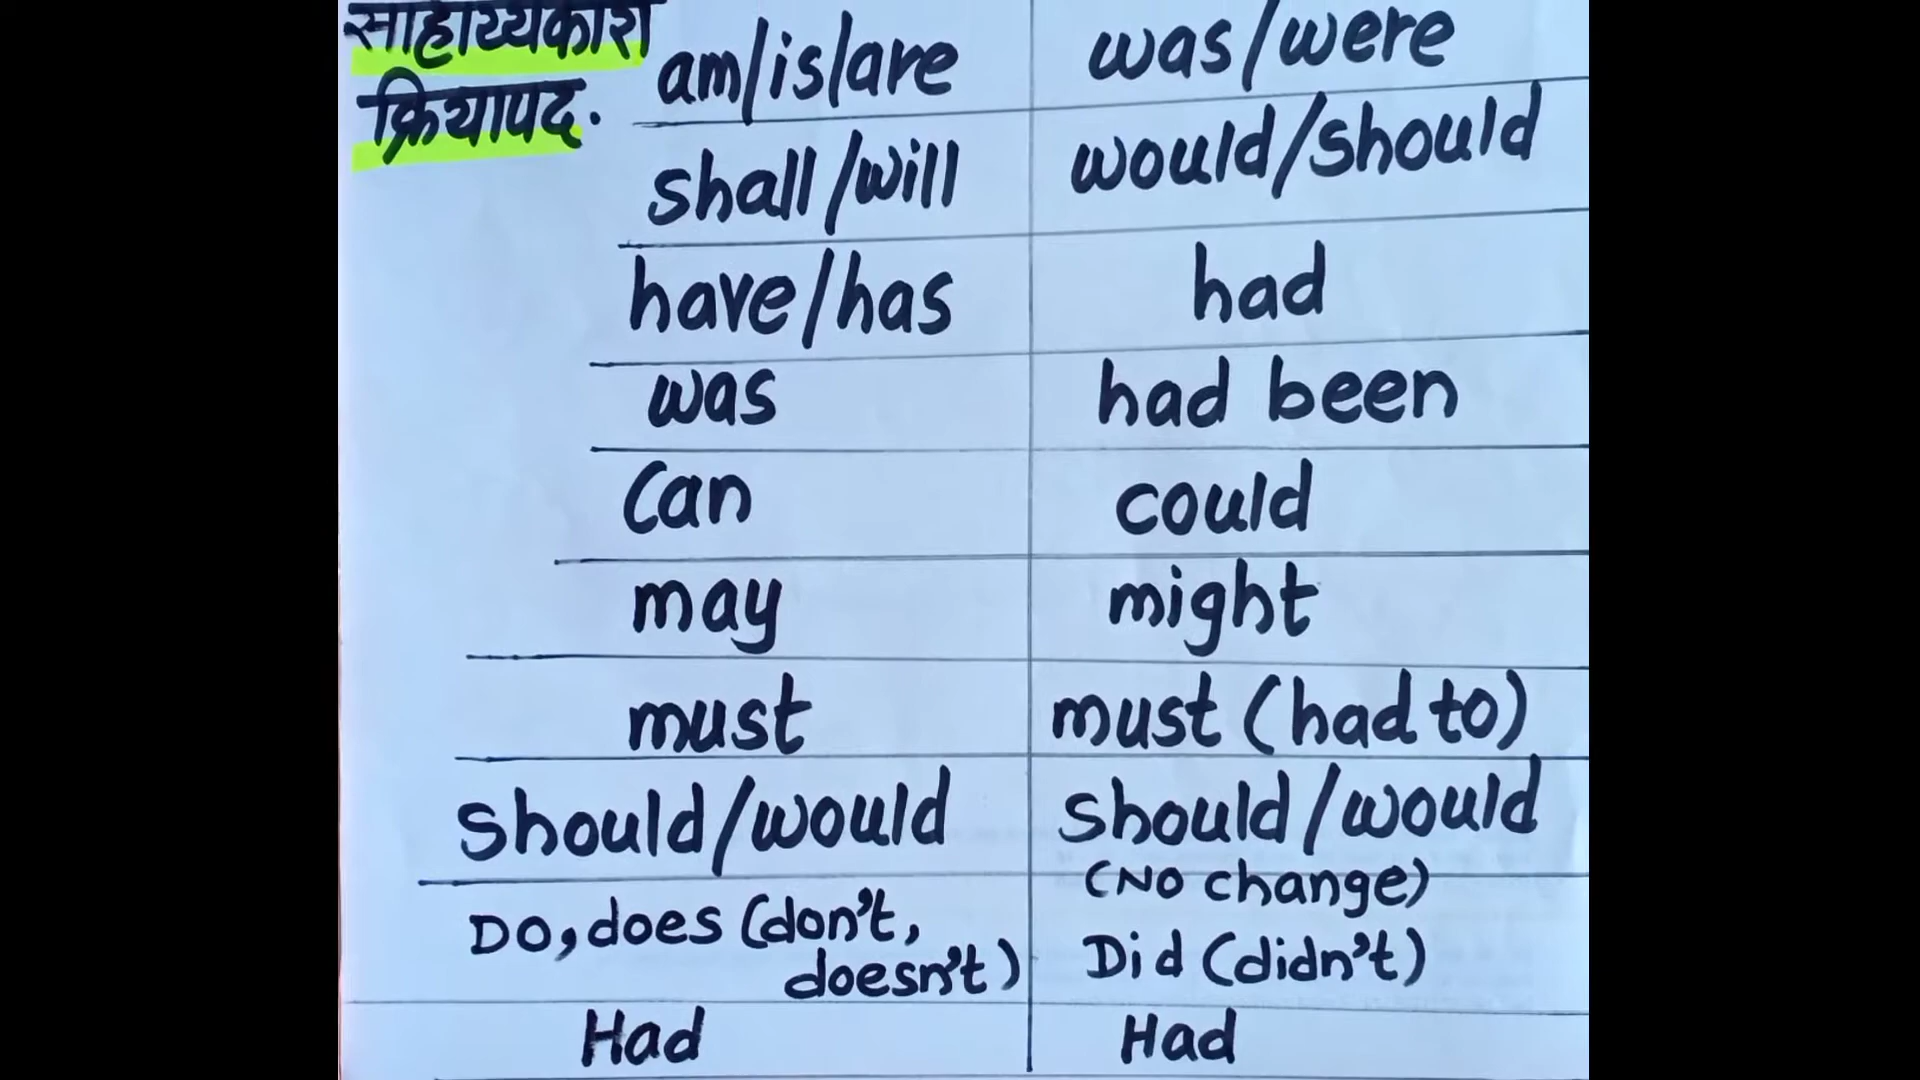 साहाय्यकारी
क्रियापद.
am/is/are was/were
shall/will would/should
have/has had
was had been
Can could
may might
must must (had to)
should/would should/would
(No change)
Do, does (don't, Did (didn't)
doesn't)
Had Had